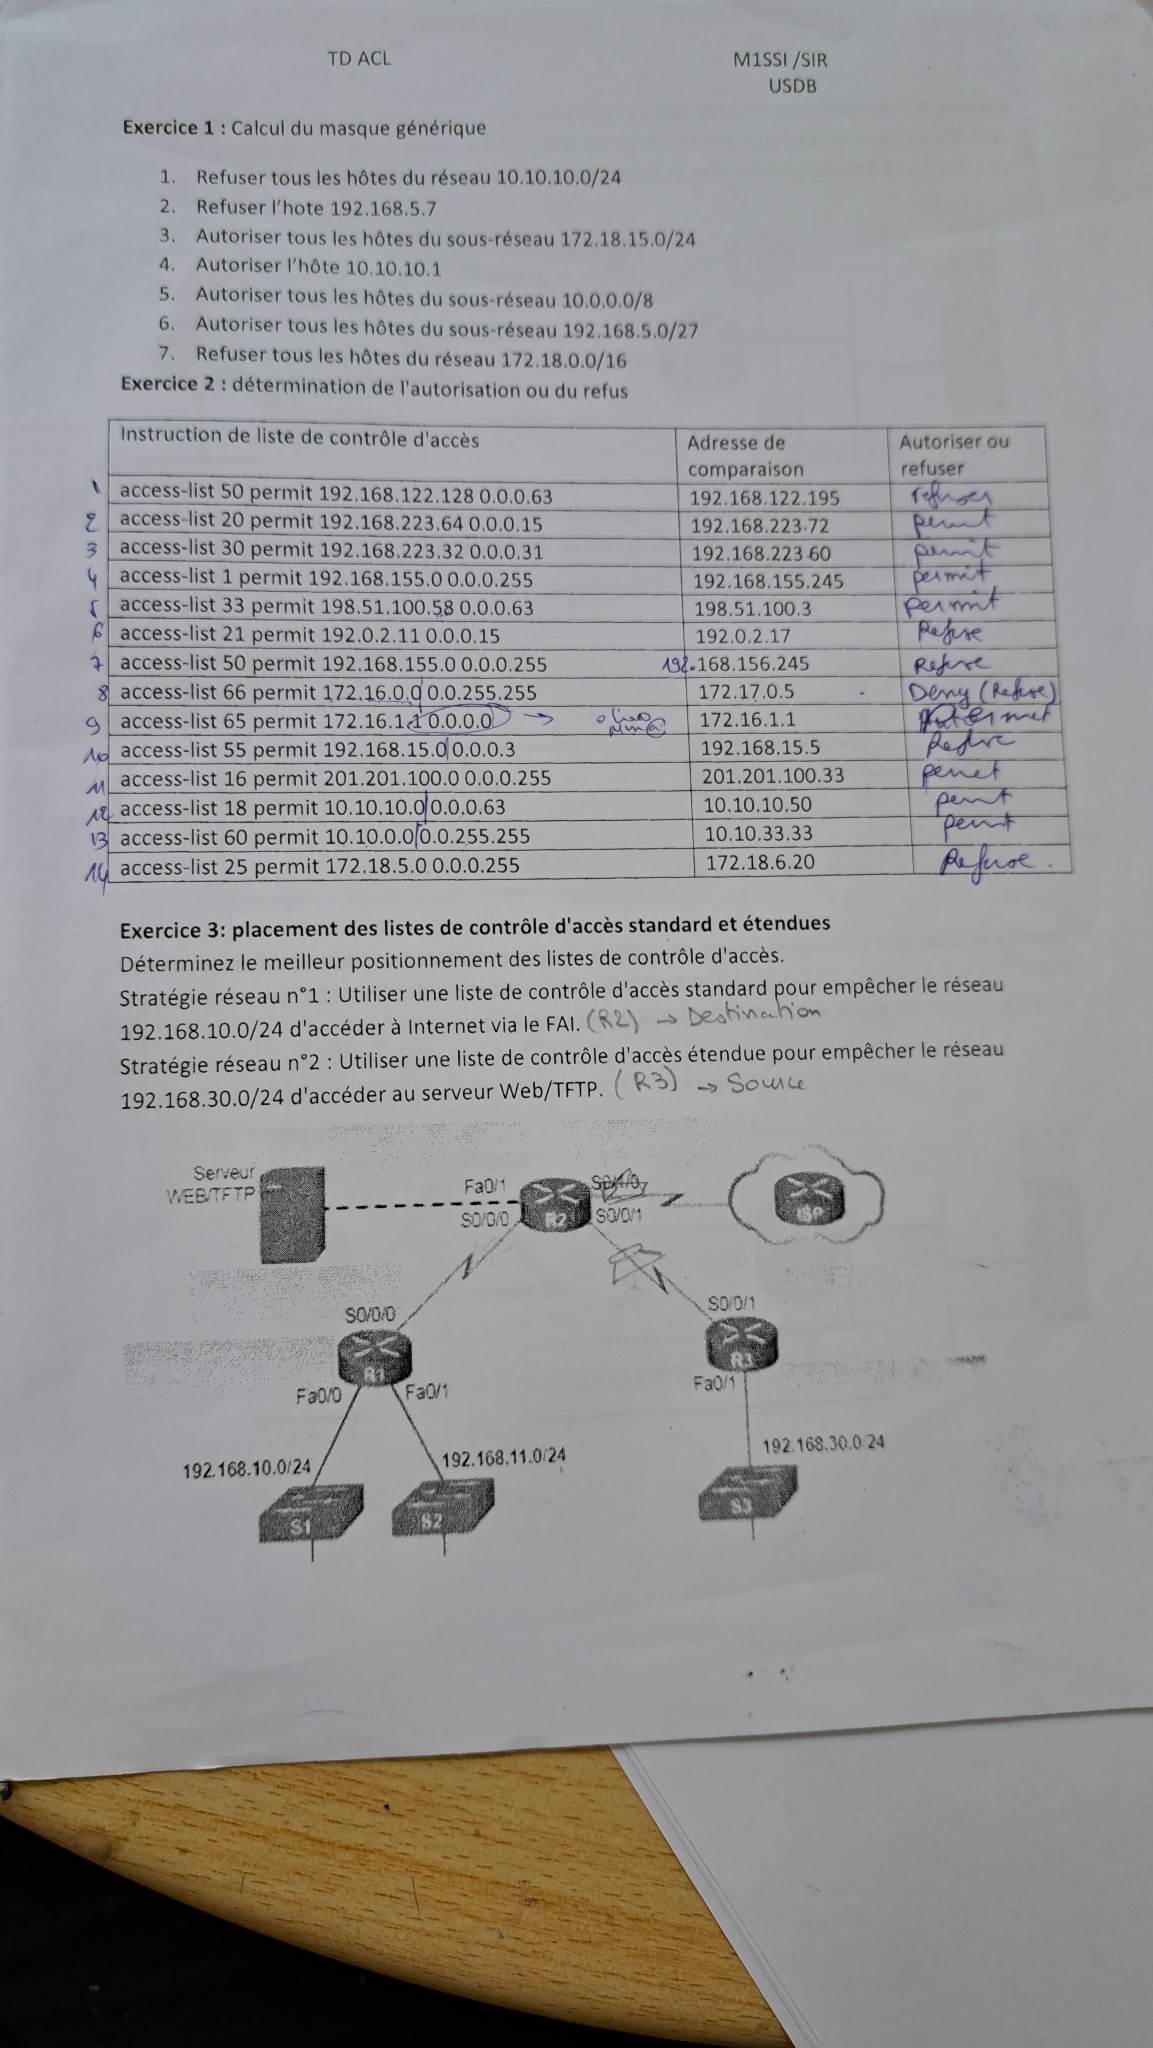 TD ACL
M1SSI /SIR
USDB
Exercice 1 : Calcul du masque générique
1. Refuser tous les hôtes du réseau 10.10.10.0/24
2. Refuser l'hote 192.168.5.7
3. Autoriser tous les hôtes du sous-réseau 172.18.15.0/24
4. Autoriser l'hôte 10.10.10.1
5. Autoriser tous les hôtes du sous-réseau 10.0.0.0/8
6. Autoriser tous les hôtes du sous-réseau 192.168.5.0/27
7. Refuser tous les hôtes du réseau 172.18.0.0/16
Exercice 2 : détermination de l'autorisation ou du refus
Instruction de liste de contrôle d'accès Adresse de comparaison Autoriser ou refuser
1 access-list 50 permit 192.168.122.128 0.0.0.63 192.168.122.195 refuser
2 access-list 20 permit 192.168.223.64 0.0.0.15 192.168.223.72 permit
3 access-list 30 permit 192.168.223.32 0.0.0.31 192.168.223.60 permit
4 access-list 1 permit 192.168.155.0 0.0.0.255 192.168.155.245 permit
5 access-list 33 permit 198.51.100.58 0.0.0.63 198.51.100.3 permit
6 access-list 21 permit 192.0.2.11 0.0.0.15 192.0.2.17 Refuse
7 access-list 50 permit 192.168.155.0 0.0.0.255 192.168.156.245 Refuse
8 access-list 66 permit 172.16.0.0 0.0.255.255 172.17.0.5 Deny (Refuse)
9 access-list 65 permit 172.16.1.1 0.0.0.0 → 172.16.1.1
10 access-list 55 permit 192.168.15.0 0.0.0.3 192.168.15.5 Refuse
11 access-list 16 permit 201.201.100.0 0.0.0.255 201.201.100.33 permet
12 access-list 18 permit 10.10.10.0 0.0.0.63 10.10.10.50 permt
13 access-list 60 permit 10.10.0.0 0.0.255.255 10.10.33.33 permt
14 access-list 25 permit 172.18.5.0 0.0.0.255 172.18.6.20 Refuse.
Exercice 3: placement des listes de contrôle d'accès standard et étendues
Déterminez le meilleur positionnement des listes de contrôle d'accès.
Stratégie réseau n°1 : Utiliser une liste de contrôle d'accès standard pour empêcher le réseau
192.168.10.0/24 d'accéder à Internet via le FAI. (R2) → Destination
Stratégie réseau n°2 : Utiliser une liste de contrôle d'accès étendue pour empêcher le réseau
192.168.30.0/24 d'accéder au serveur Web/TFTP. (R3) → Source
Serveur
WEB/TFTP
Fa0/1
S0/0/0
R2
S0/0/1
ISP
S0/0/0
S0/0/1
R1
R3
Fa0/0
Fa0/1
Fa0/1
192.168.10.0/24
192.168.11.0/24
192.168.30.0/24
S1
S2
S3